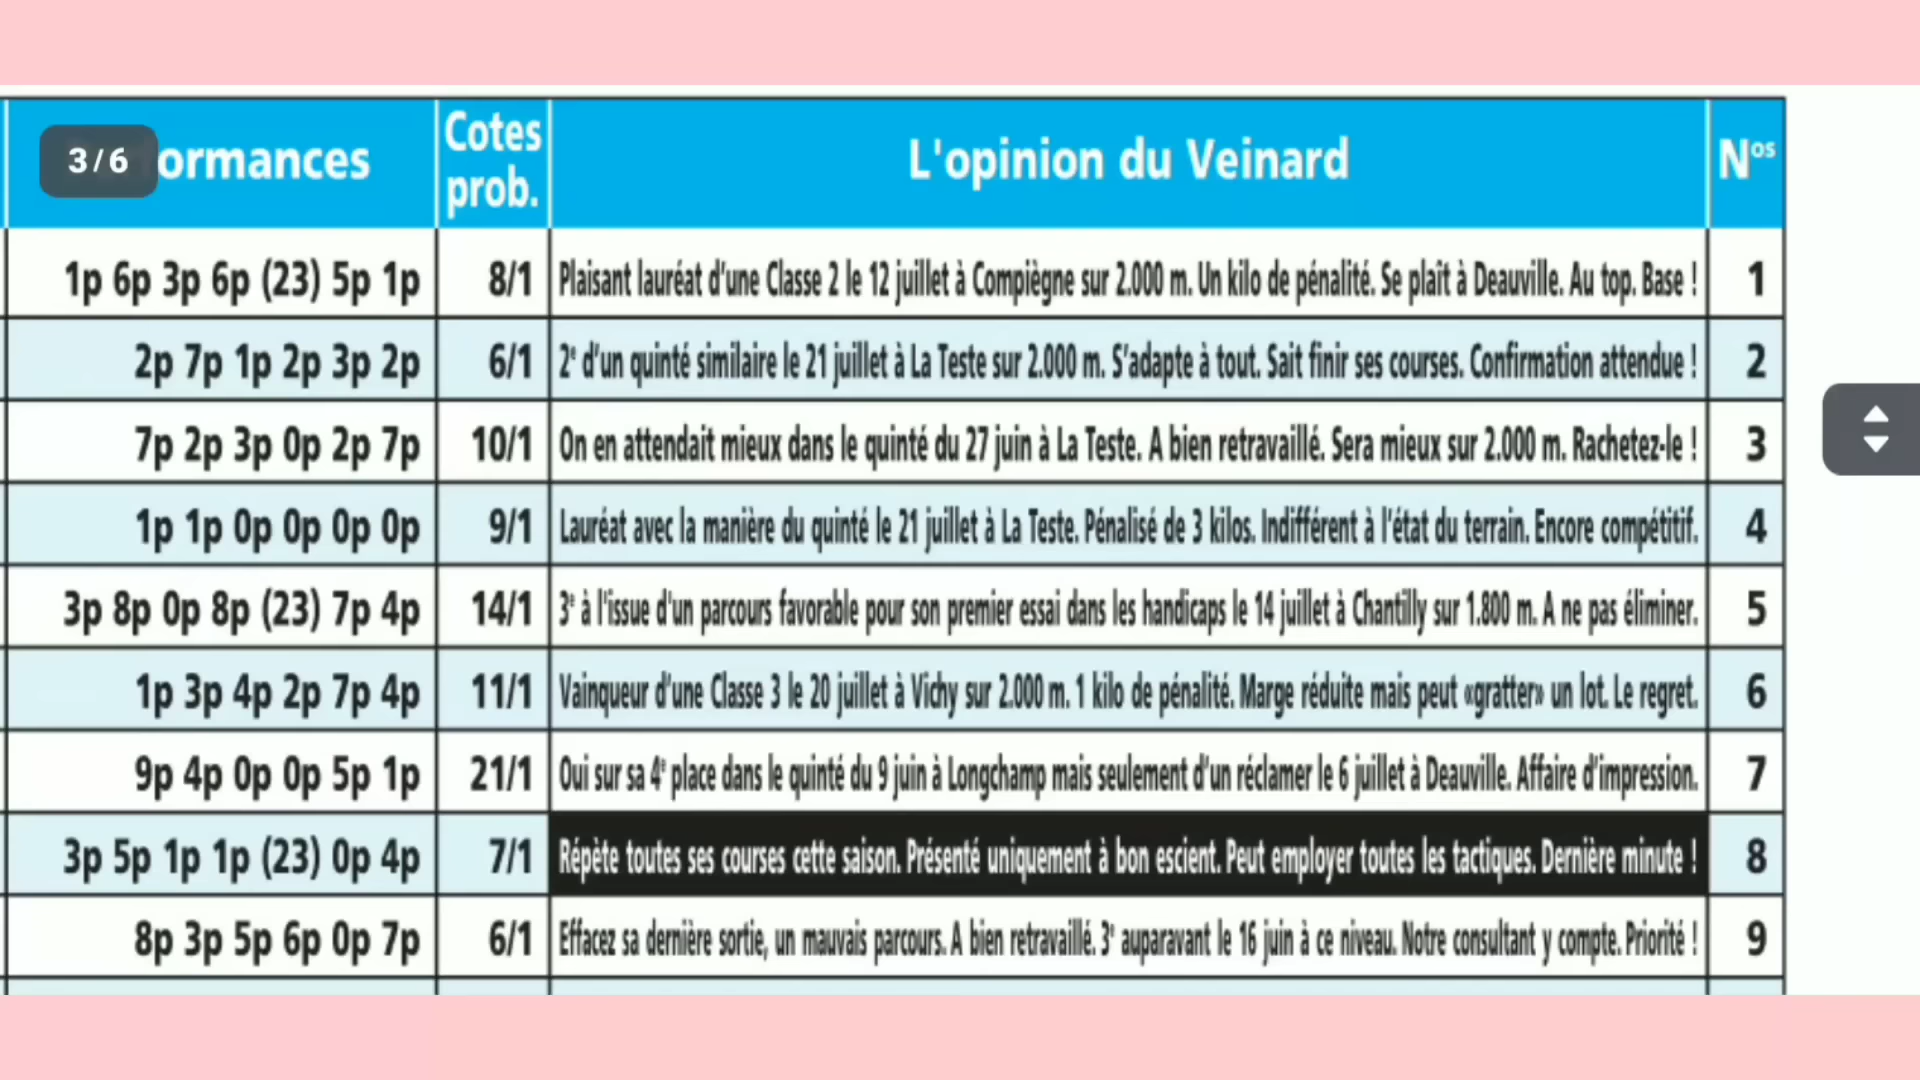 3/6
ormances Cotes prob. L'opinion du Veinard Nos
1p 6p 3p 6p (23) 5p 1p 8/1 Plaisant lauréat d'une Classe 2 le 12 juillet à Compiègne sur 2.000 m. Un kilo de pénalité. Se plaît à Deauville. Au top. Base ! 1
2p 7p 1p 2p 3p 2p 6/1 2e d'un quinté similaire le 21 juillet à La Teste sur 2.000 m. S'adapte à tout. Sait finir ses courses. Confirmation attendue ! 2
7p 2p 3p 0p 2p 7p 10/1 On en attendait mieux dans le quinté du 27 juin à La Teste. A bien retravaillé. Sera mieux sur 2.000 m. Rachetez-le ! 3
1p 1p 0p 0p 0p 0p 9/1 Lauréat avec la manière du quinté le 21 juillet à La Teste. Pénalisé de 3 kilos. Indifférent à l'état du terrain. Encore compétitif. 4
3p 8p 0p 8p (23) 7p 4p 14/1 3e à l'issue d'un parcours favorable pour son premier essai dans les handicaps le 14 juillet à Chantilly sur 1.800 m. A ne pas éliminer. 5
1p 3p 4p 2p 7p 4p 11/1 Vainqueur d'une Classe 3 le 20 juillet à Vichy sur 2.000 m. 1 kilo de pénalité. Marge réduite mais peut «gratter» un lot. Le regret. 6
9p 4p 0p 0p 5p 1p 21/1 Oui sur sa 4e place dans le quinté du 9 juin à Longchamp mais seulement d'un réclamer le 6 juillet à Deauville. Affaire d'impression. 7
3p 5p 1p 1p (23) 0p 4p 7/1 Répète toutes ses courses cette saison. Présenté uniquement à bon escient. Peut employer toutes les tactiques. Dernière minute ! 8
8p 3p 5p 6p 0p 7p 6/1 Effacez sa dernière sortie, un mauvais parcours. A bien retravaillé. 3e auparavant le 16 juin à ce niveau. Notre consultant y compte. Priorité ! 9